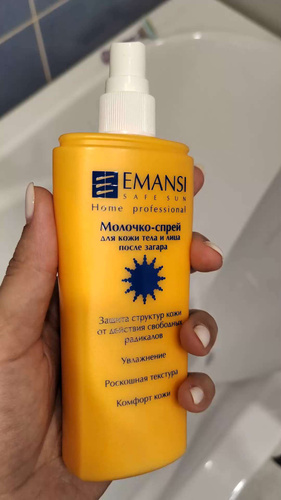 EMANSI
SAFE SUN
Home professional
Молочко-спрей
для кожи тела и лица
после загара
Защита структур кожи
от действия свободных
радикалов
Увлажнение
Роскошная текстура
Комфорт кожи